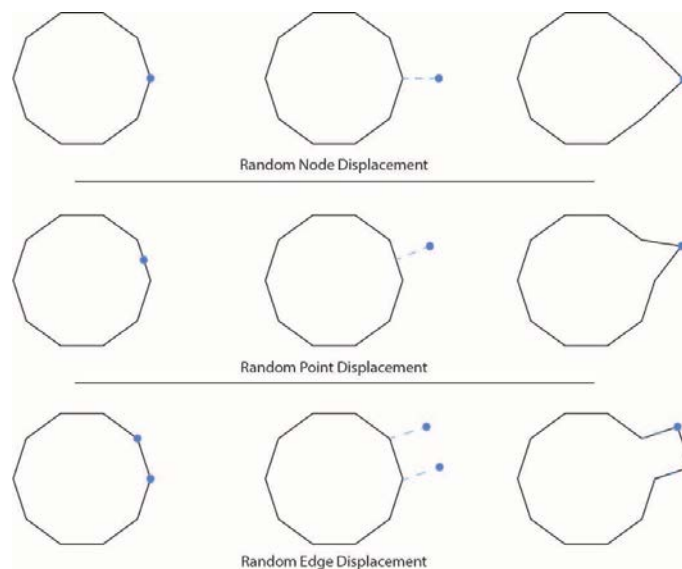 Random Node Displacement
Random Point Displacement
Random Edge Displacement